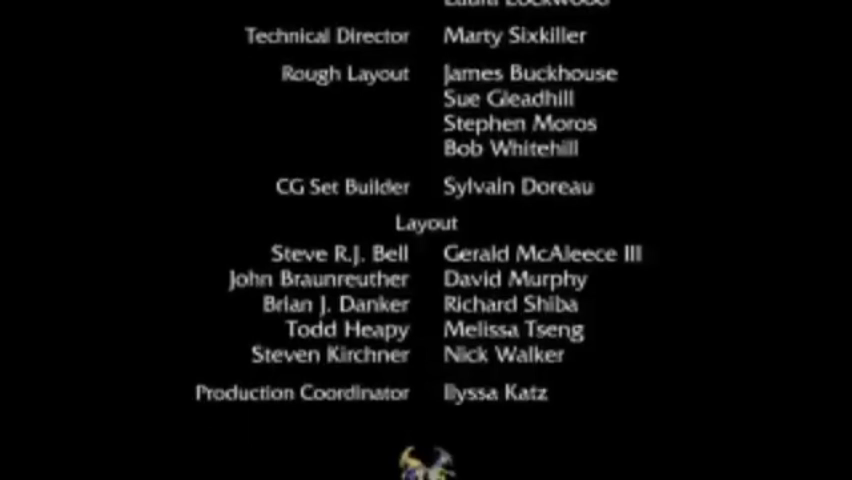 Laura Lockwood
Technical Director Marty Sixkiller
Rough Layout James Buckhouse
Sue Gleadhill
Stephen Moros
Bob Whitehill
CG Set Builder Sylvain Doreau
Layout
Steve R.J. Bell Gerald McAleece III
John Braunreuther David Murphy
Brian J. Danker Richard Shiba
Todd Heapy Melissa Tseng
Steven Kirchner Nick Walker
Production Coordinator Ilyssa Katz